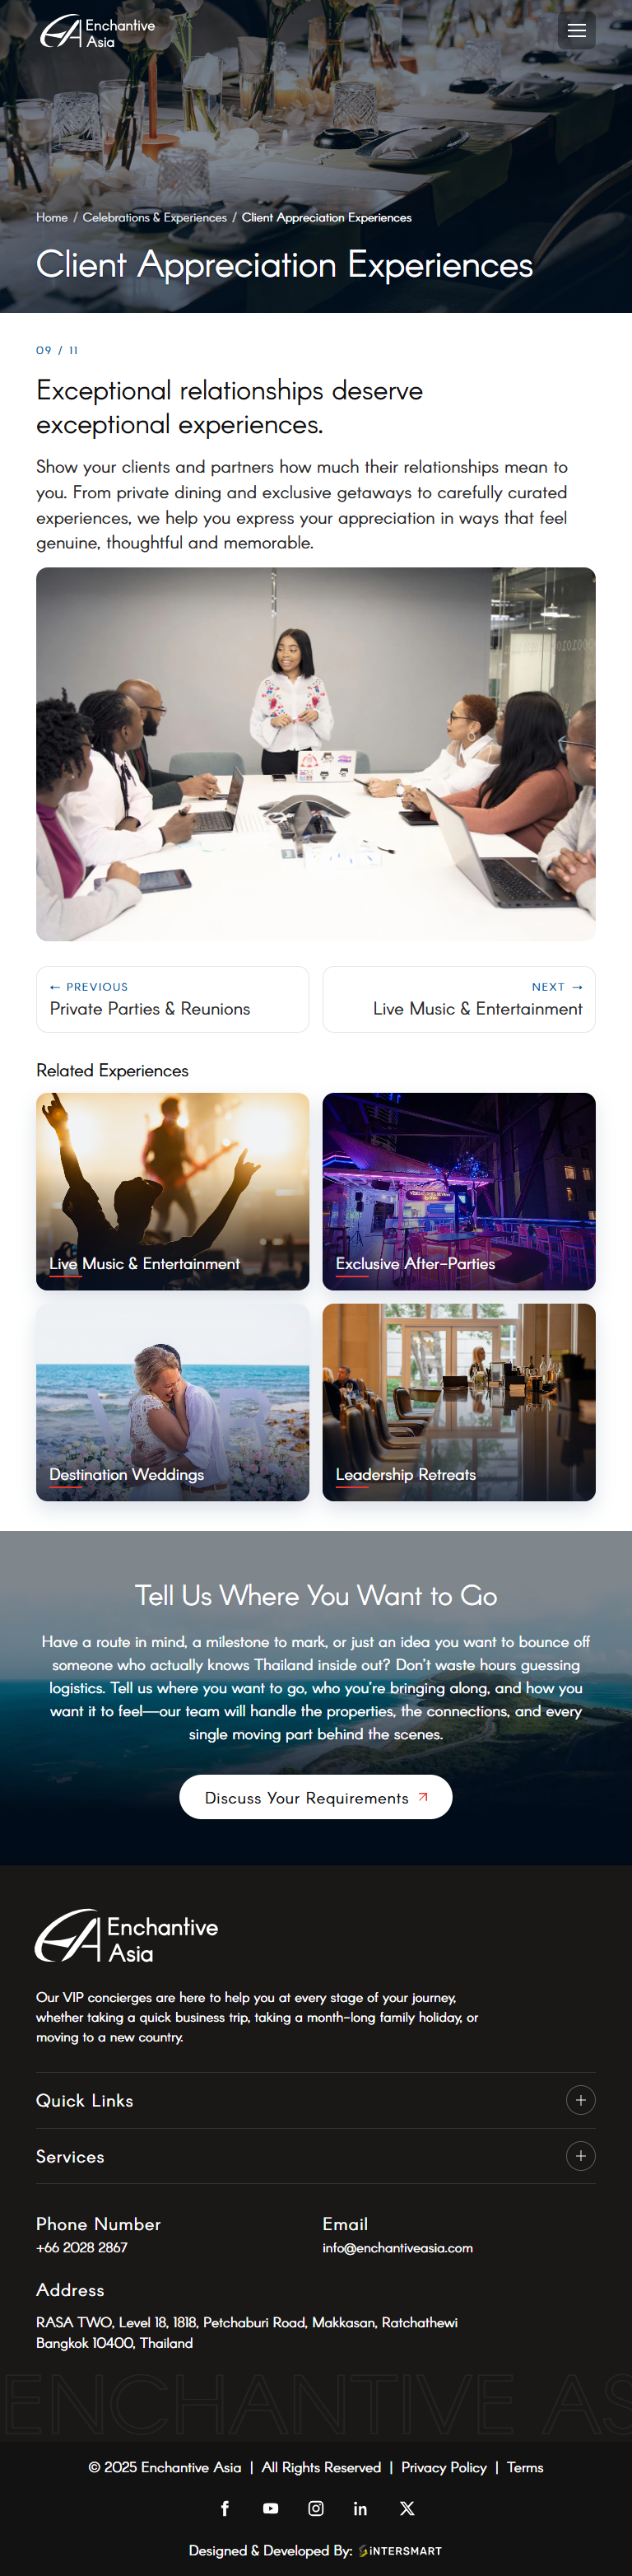 Enchantive
Asia
Home / Celebrations & Experiences / Client Appreciation Experiences
Client Appreciation Experiences
09 / 11
Exceptional relationships deserve
exceptional experiences.
Show your clients and partners how much their relationships mean to
you. From private dining and exclusive getaways to carefully curated
experiences, we help you express your appreciation in ways that feel
genuine, thoughtful and memorable.
← PREVIOUS
Private Parties & Reunions
NEXT →
Live Music & Entertainment
Related Experiences
Live Music & Entertainment
Exclusive After-Parties
Destination Weddings
Leadership Retreats
Tell Us Where You Want to Go
Have a route in mind, a milestone to mark, or just an idea you want to bounce off
someone who actually knows Thailand inside out? Don't waste hours guessing
logistics. Tell us where you want to go, who you're bringing along, and how you
want it to feel—our team will handle the properties, the connections, and every
single moving part behind the scenes.
Discuss Your Requirements
Enchantive
Asia
Our VIP concierges are here to help you at every stage of your journey,
whether taking a quick business trip, taking a month-long family holiday, or
moving to a new country.
Quick Links
Services
Phone Number
+66 2028 2867
Email
info@enchantiveasia.com
Address
RASA TWO, Level 18, 1818, Petchaburi Road, Makkasan, Ratchathewi
Bangkok 10400, Thailand
ENCHANTIVE AS
© 2025 Enchantive Asia | All Rights Reserved | Privacy Policy | Terms
Designed & Developed By: iNTERSMART